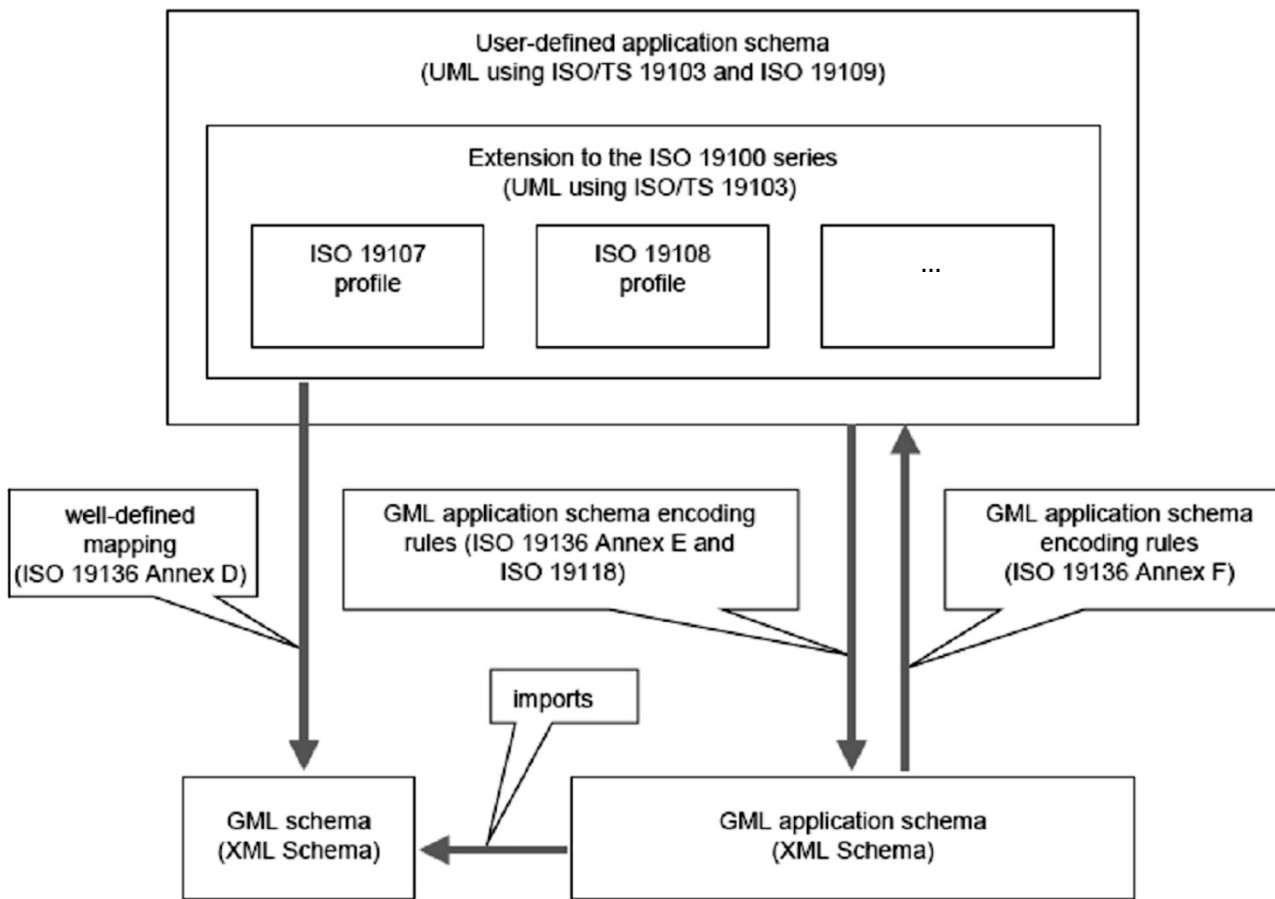 User-defined application schema
(UML using ISO/TS 19103 and ISO 19109)
Extension to the ISO 19100 series
(UML using ISO/TS 19103)
ISO 19107
profile
ISO 19108
profile
...
well-defined
mapping
(ISO 19136 Annex D)
GML application schema encoding
rules (ISO 19136 Annex E and
ISO 19118)
GML application schema
encoding rules
(ISO 19136 Annex F)
imports
GML schema
(XML Schema)
GML application schema
(XML Schema)